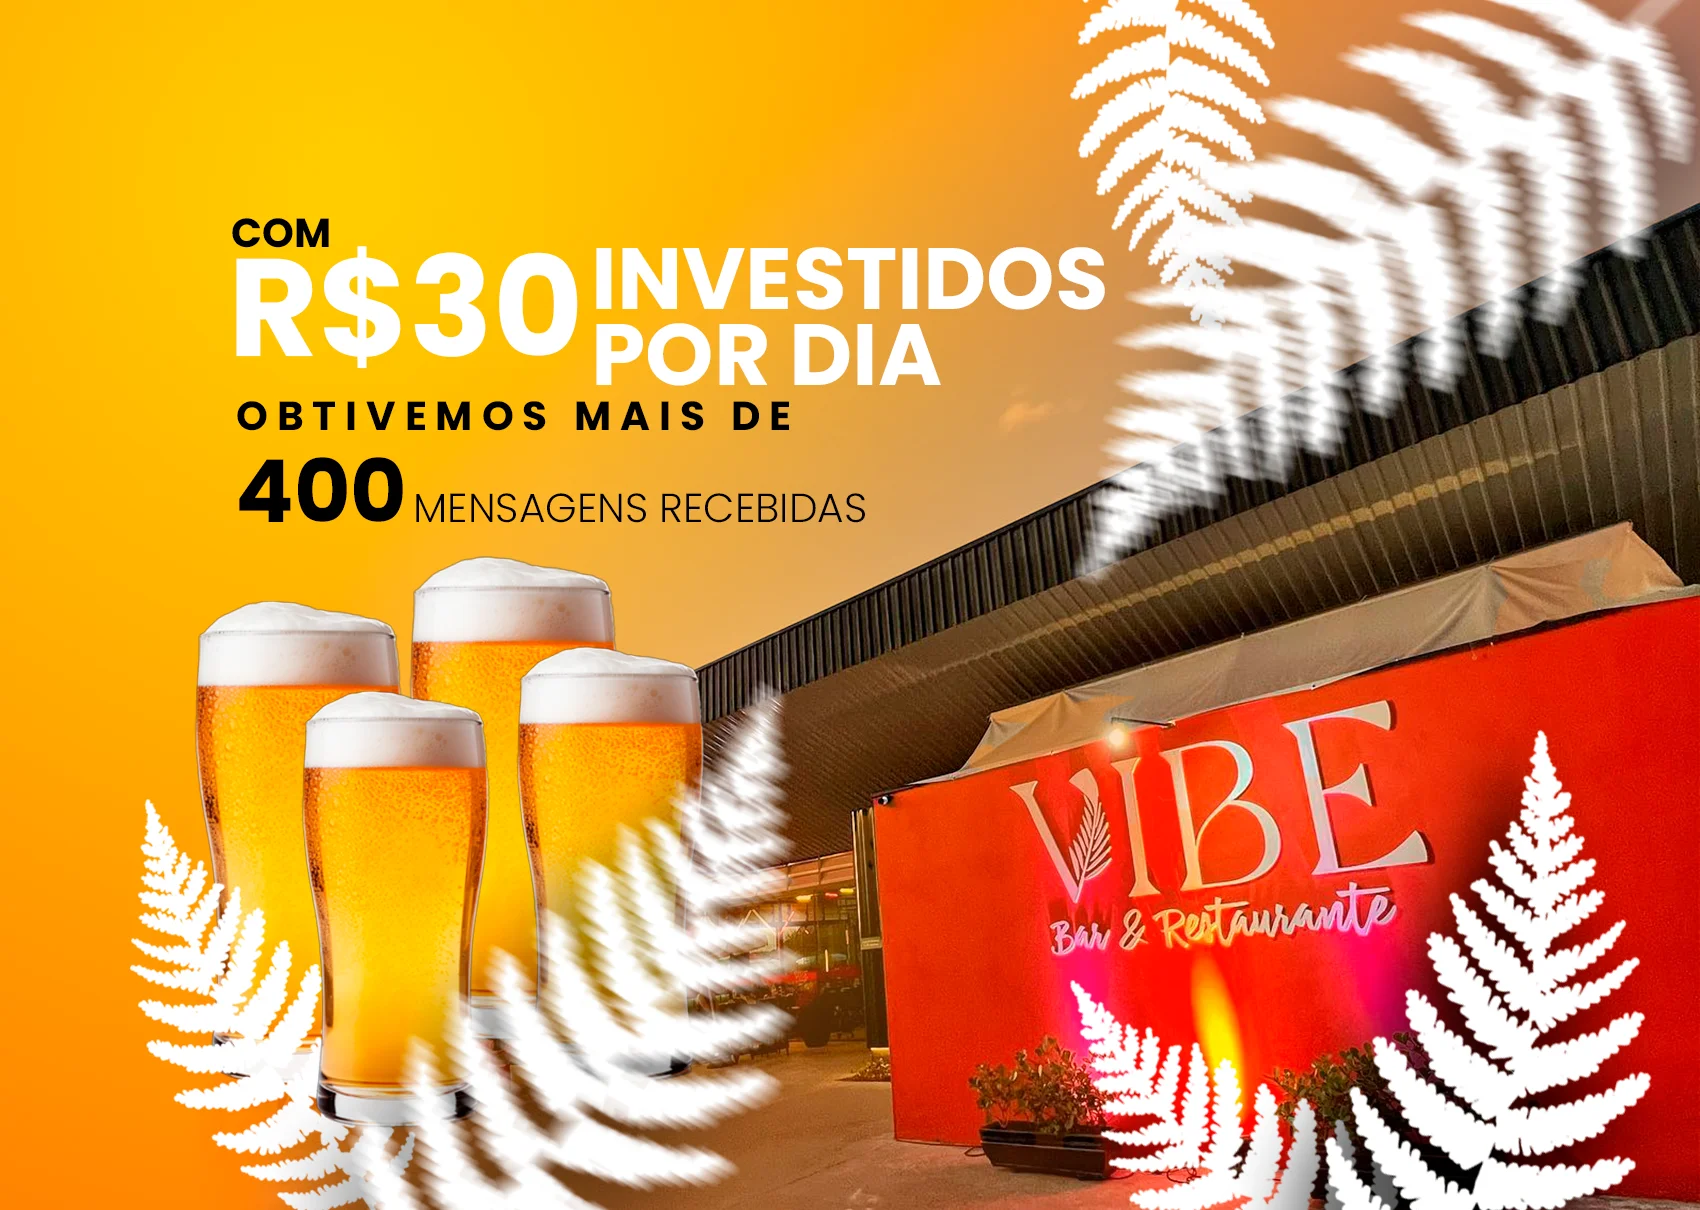 COM
R$30 INVESTIDOS
POR DIA
OBTIVEMOS MAIS DE
400 MENSAGENS RECEBIDAS
VIBE
Bar & Restaurante